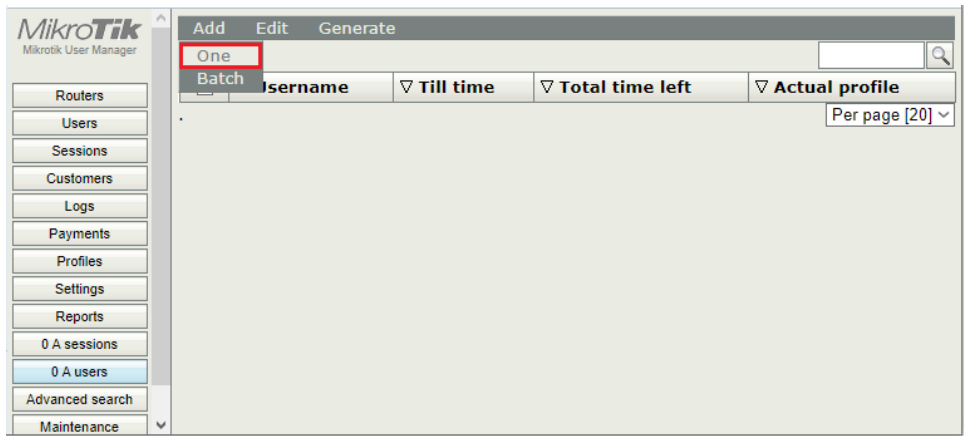 MikroTik
Mikrotik User Manager
Routers
Users
Sessions
Customers
Logs
Payments
Profiles
Settings
Reports
0 A sessions
0 A users
Advanced search
Maintenance
Add Edit Generate
One
Batch
sername ▽ Till time ▽ Total time left ▽ Actual profile
. Per page [20]